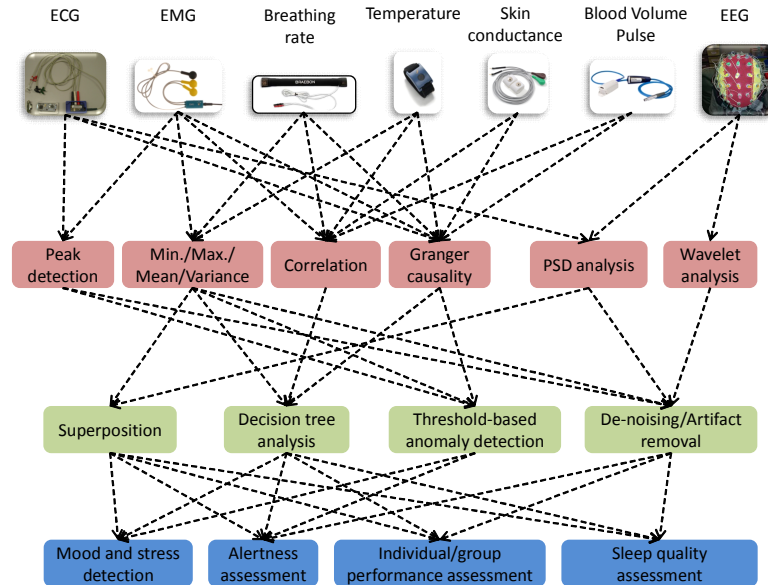 ECG
EMG
Breathing
rate
Temperature
Skin
conductance
Blood Volume
Pulse
EEG
BRAEBON
Peak
detection
Min./Max./
Mean/Variance
Correlation
Granger
causality
PSD analysis
Wavelet
analysis
Superposition
Decision tree
analysis
Threshold-based
anomaly detection
De-noising/Artifact
removal
Mood and stress
detection
Alertness
assessment
Individual/group
performance assessment
Sleep quality
assessment